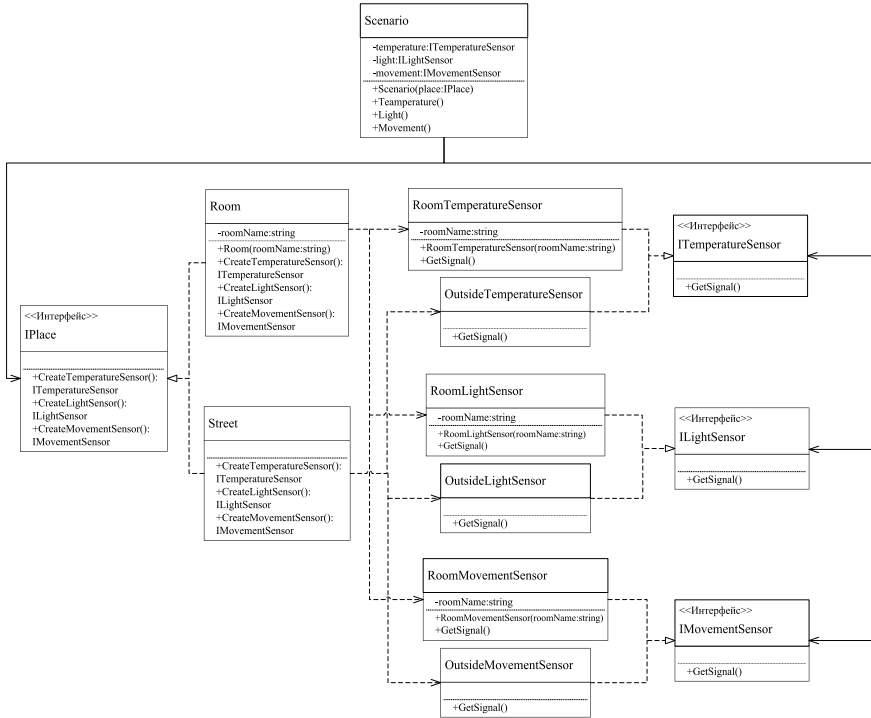 Scenario
-temperature:ITemperatureSensor
-light:ILightSensor
-movement:IMovementSensor
+Scenario(place:IPlace)
+Teamperature()
+Light()
+Movement()
Room
-roomName:string
+Room(roomName:string)
+CreateTemperatureSensor():
ITemperatureSensor
+CreateLightSensor():
ILightSensor
+CreateMovementSensor():
IMovementSensor
RoomTemperatureSensor
-roomName:string
+RoomTemperatureSensor(roomName:string)
+GetSignal()
<<Интерфейс>>
ITemperatureSensor
+GetSignal()
OutsideTemperatureSensor
+GetSignal()
<<Интерфейс>>
IPlace
+CreateTemperatureSensor():
ITemperatureSensor
+CreateLightSensor():
ILightSensor
+CreateMovementSensor():
IMovementSensor
RoomLightSensor
-roomName:string
+RoomLightSensor(roomName:string)
+GetSignal()
<<Интерфейс>>
ILightSensor
+GetSignal()
Street
+CreateTemperatureSensor():
ITemperatureSensor
+CreateLightSensor():
ILightSensor
+CreateMovementSensor():
IMovementSensor
OutsideLightSensor
+GetSignal()
RoomMovementSensor
-roomName:string
+RoomMovementSensor(roomName:string)
+GetSignal()
<<Интерфейс>>
IMovementSensor
+GetSignal()
OutsideMovementSensor
+GetSignal()